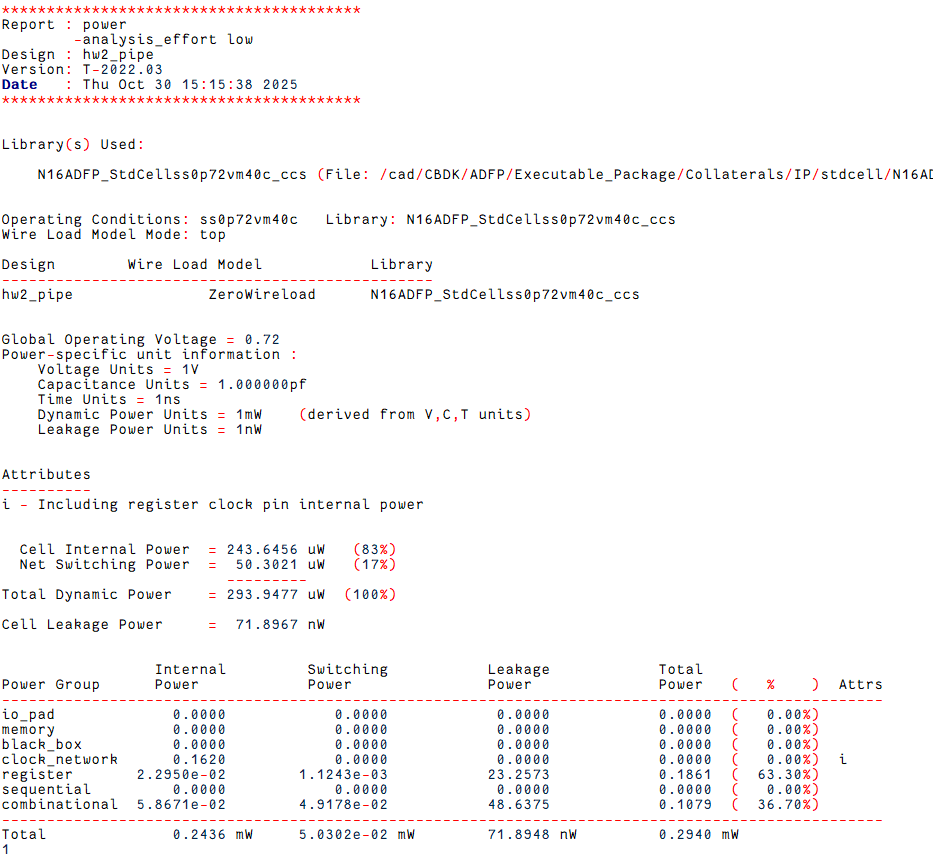 ****************************************
Report : power
        -analysis_effort low
Design : hw2_pipe
Version: T-2022.03
Date   : Thu Oct 30 15:15:38 2025
****************************************
Library(s) Used:
    N16ADFP_StdCellss0p72vm40c_ccs (File: /cad/CBDK/ADFP/Executable_Package/Collaterals/IP/stdcell/N16AD
Operating Conditions: ss0p72vm40c   Library: N16ADFP_StdCellss0p72vm40c_ccs
Wire Load Model Mode: top
Design        Wire Load Model            Library
------------------------------------------------
hw2_pipe               ZeroWireload      N16ADFP_StdCellss0p72vm40c_ccs
Global Operating Voltage = 0.72
Power-specific unit information :
    Voltage Units = 1V
    Capacitance Units = 1.000000pf
    Time Units = 1ns
    Dynamic Power Units = 1mW    (derived from V,C,T units)
    Leakage Power Units = 1nW
Attributes
----------
i - Including register clock pin internal power
  Cell Internal Power  = 243.6456 uW   (83%)
  Net Switching Power  =  50.3021 uW   (17%)
                         ---------
Total Dynamic Power    = 293.9477 uW  (100%)
Cell Leakage Power     =  71.8967 nW
                 Internal         Switching           Leakage            Total
Power Group      Power            Power               Power              Power   (   %    )  Attrs
--------------------------------------------------------------------------------------------------
io_pad             0.0000            0.0000            0.0000            0.0000  (   0.00%)
memory             0.0000            0.0000            0.0000            0.0000  (   0.00%)
black_box          0.0000            0.0000            0.0000            0.0000  (   0.00%)
clock_network      0.1620            0.0000            0.0000            0.0000  (   0.00%)  i
register       2.2950e-02        1.1243e-03           23.2573            0.1861  (  63.30%)
sequential         0.0000            0.0000            0.0000            0.0000  (   0.00%)
combinational  5.8671e-02        4.9178e-02           48.6375            0.1079  (  36.70%)
--------------------------------------------------------------------------------------------------
Total              0.2436 mW     5.0302e-02 mW        71.8948 nW         0.2940 mW
1